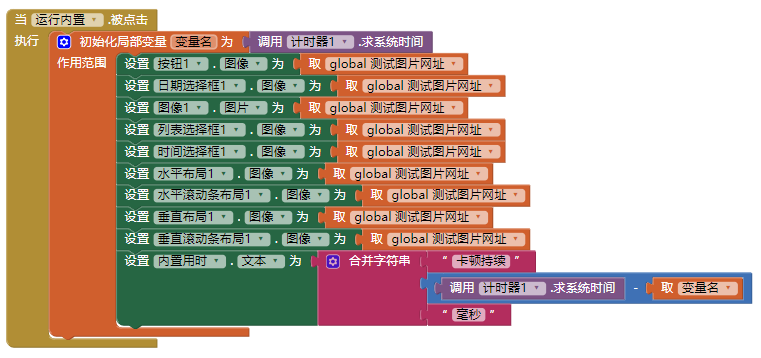 当 运行内置 .被点击
执行 初始化局部变量 变量名 为 调用 计时器1 .求系统时间
作用范围 设置 按钮1 . 图像 为 取 global 测试图片网址
设置 日期选择框1 . 图像 为 取 global 测试图片网址
设置 图像1 . 图片 为 取 global 测试图片网址
设置 列表选择框1 . 图像 为 取 global 测试图片网址
设置 时间选择框1 . 图像 为 取 global 测试图片网址
设置 水平布局1 . 图像 为 取 global 测试图片网址
设置 水平滚动条布局1 . 图像 为 取 global 测试图片网址
设置 垂直布局1 . 图像 为 取 global 测试图片网址
设置 垂直滚动条布局1 . 图像 为 取 global 测试图片网址
设置 内置用时 . 文本 为 合并字符串 “ 卡顿持续 ”
调用 计时器1 .求系统时间 - 取 变量名
“ 毫秒 ”